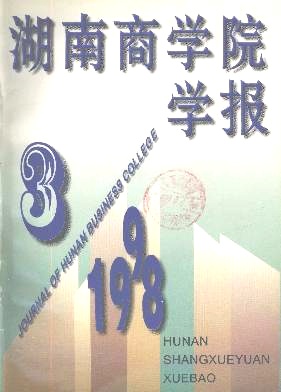 湖南商学院
学报
3
JOURNAL OF HUNAN BUSINESS COLLEGE
1998
HUNAN
SHANGXUEYUAN
XUEBAO